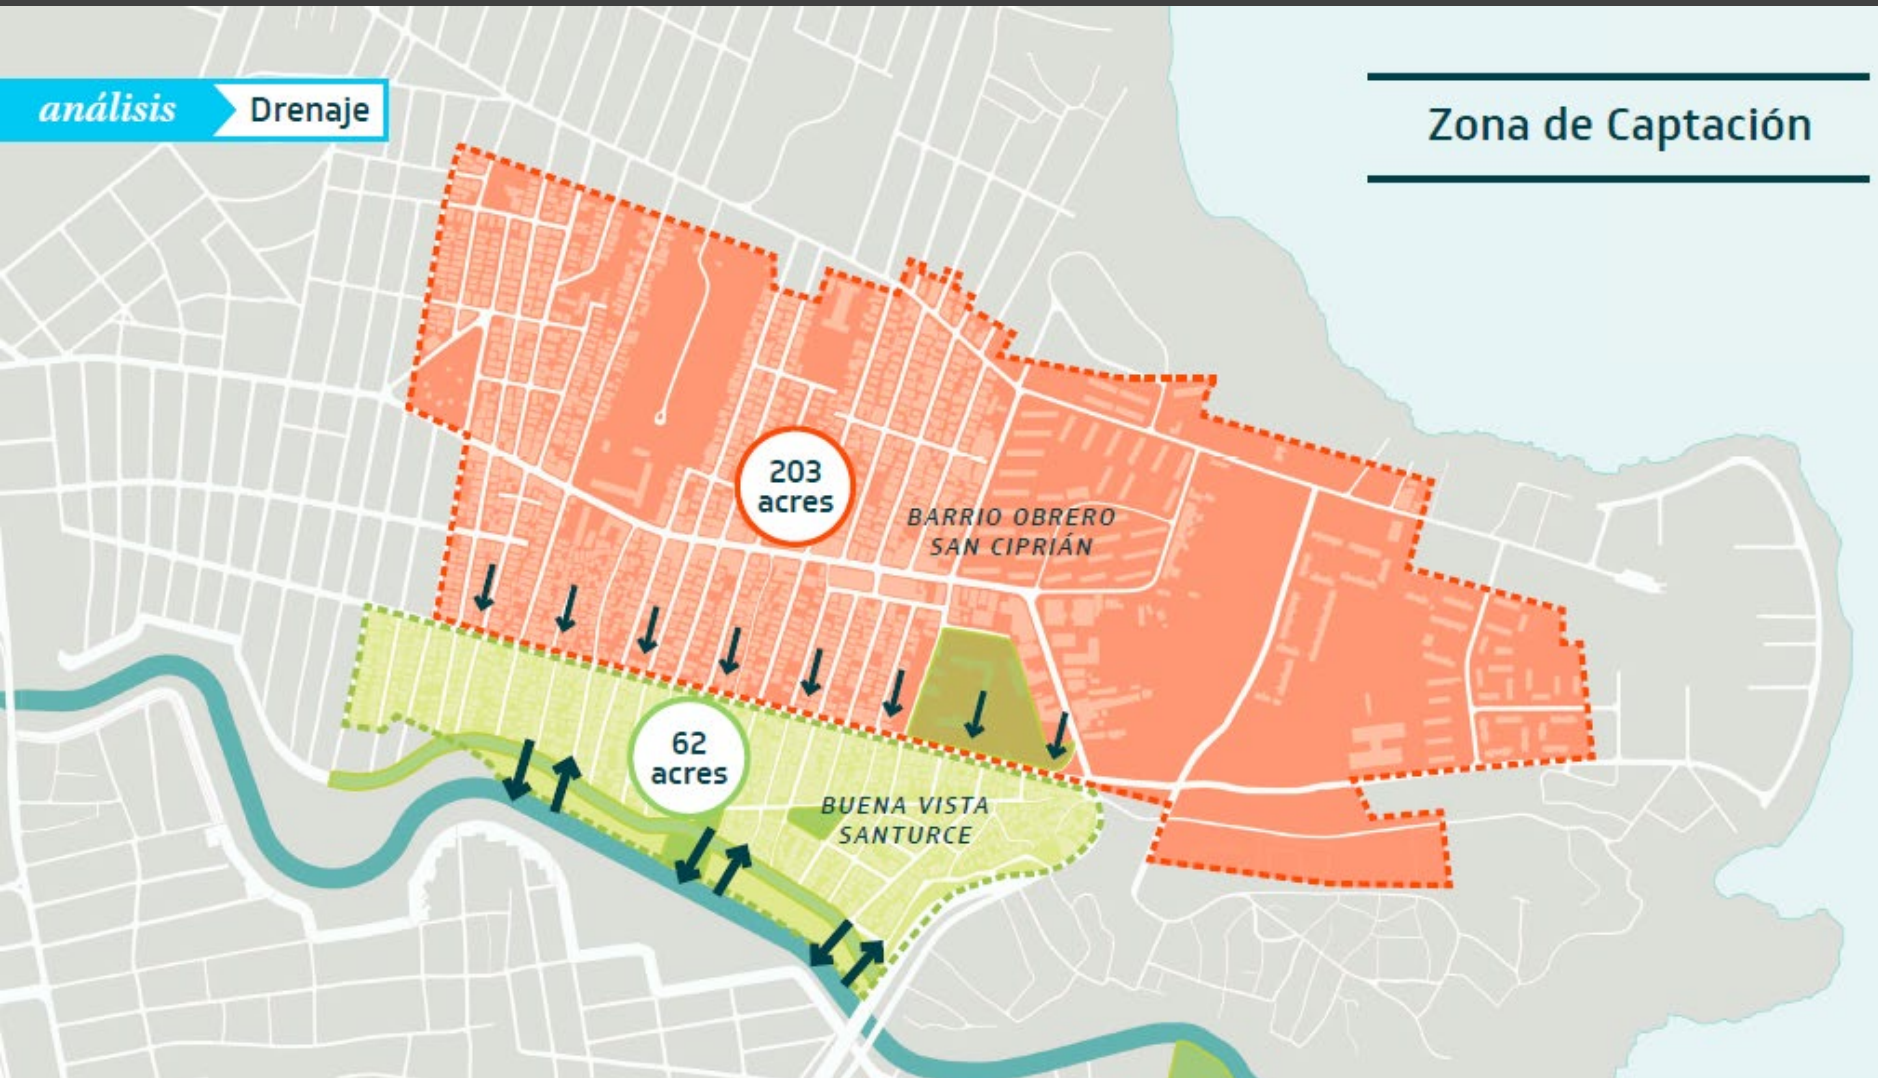 análisis Drenaje
Zona de Captación
203
acres
BARRIO OBRERO
SAN CIPRIÁN
62
acres
BUENA VISTA
SANTURCE